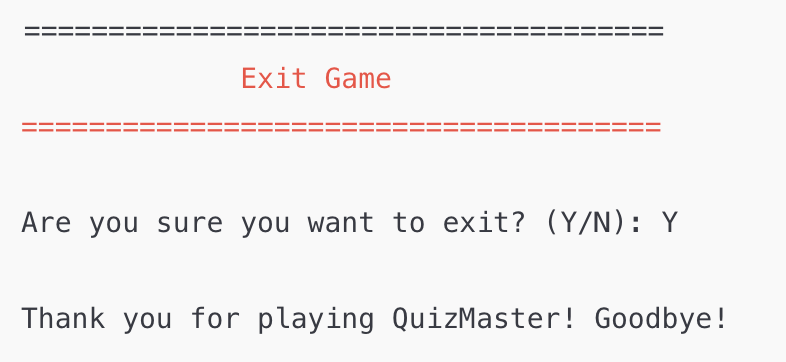 ======================================
Exit Game
======================================
Are you sure you want to exit? (Y/N): Y
Thank you for playing QuizMaster! Goodbye!